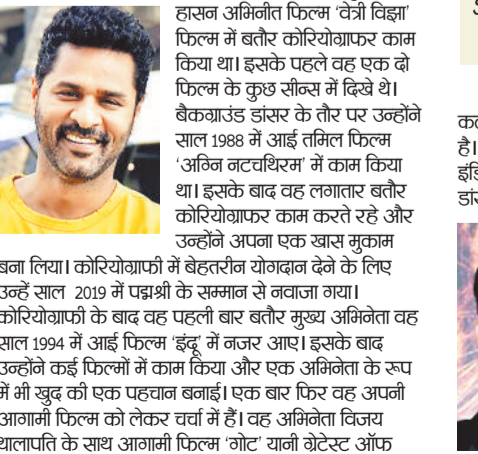 हासन अभिनीत फिल्म ‘वेत्री विझा’
फिल्म में बतौर कोरियोग्राफर काम
किया था। इसके पहले वह एक दो
फिल्म के कुछ सीन्स में दिखे थे।
बैकग्राउंड डांसर के तौर पर उन्होंने
साल 1988 में आई तमिल फिल्म
‘अग्नि नटचथिरम’ में काम किया
था। इसके बाद वह लगातार बतौर
कोरियोग्राफर काम करते रहे और
उन्होंने अपना एक खास मुकाम
बना लिया। कोरियोग्राफी में बेहतरीन योगदान देने के लिए
उन्हें साल 2019 में पद्मश्री के सम्मान से नवाजा गया।
कोरियोग्राफी के बाद वह पहली बार बतौर मुख्य अभिनेता वह
साल 1994 में आई फिल्म ‘इंदू’ में नजर आए। इसके बाद
उन्होंने कई फिल्मों में काम किया और एक अभिनेता के रूप
में भी खुद की एक पहचान बनाई। एक बार फिर वह अपनी
आगामी फिल्म को लेकर चर्चा में हैं। वह अभिनेता विजय
थालापति के साथ आगामी फिल्म ‘गोट’ यानी ग्रेटेस्ट ऑफ
है।